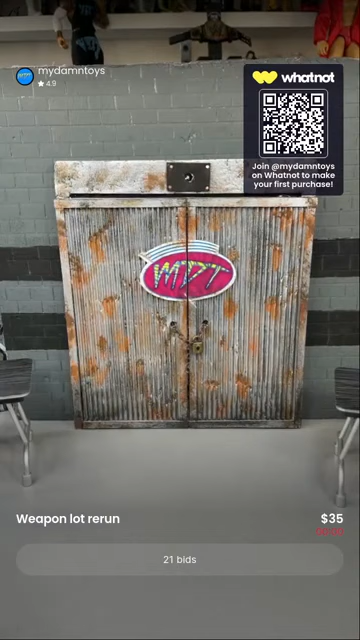 mydamntoys
4.9
whatnot
Join @mydamntoys
on Whatnot to make
your first purchase!
MDT
Weapon lot rerun
$35
21 bids